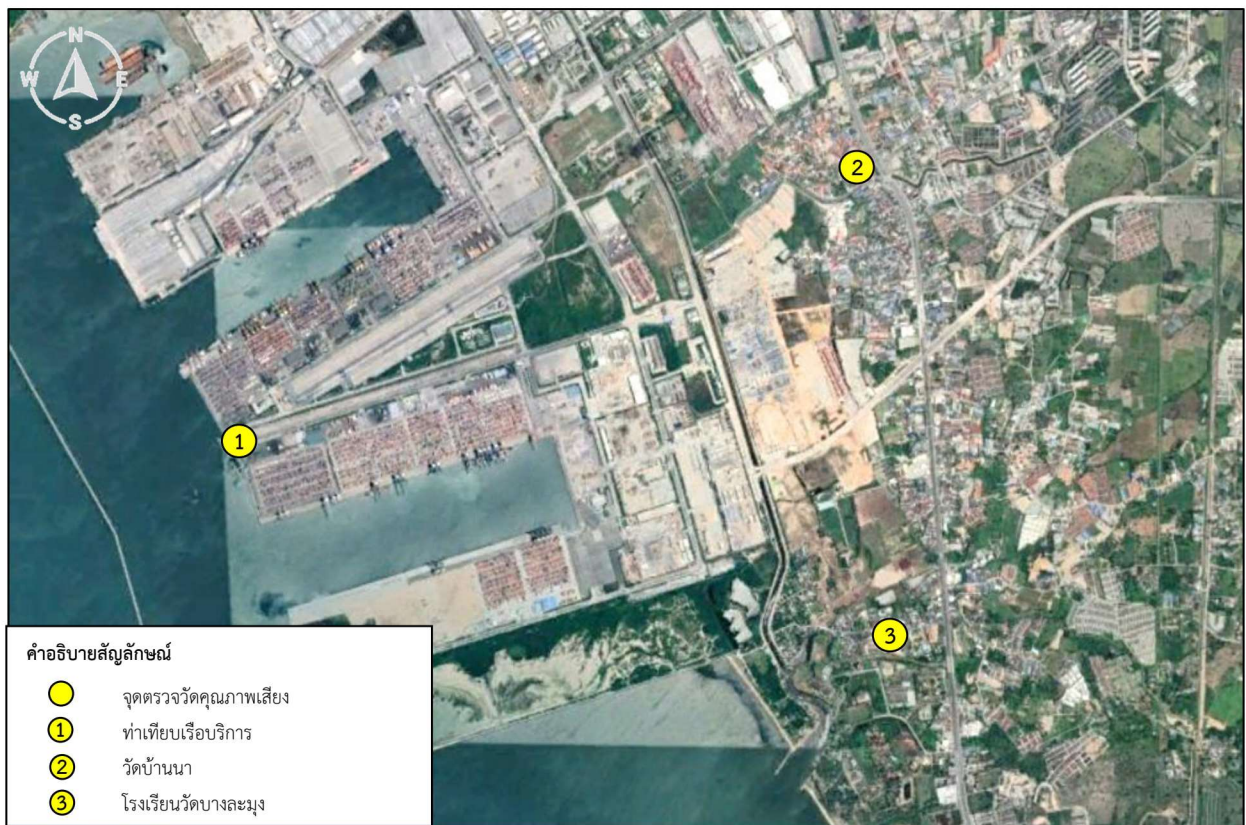 N
W E
S
2
1
3
คำอธิบายสัญลักษณ์
จุดตรวจวัดคุณภาพเสียง
1 ท่าเทียบเรือบริการ
2 วัดบ้านนา
3 โรงเรียนวัดบางละมุง